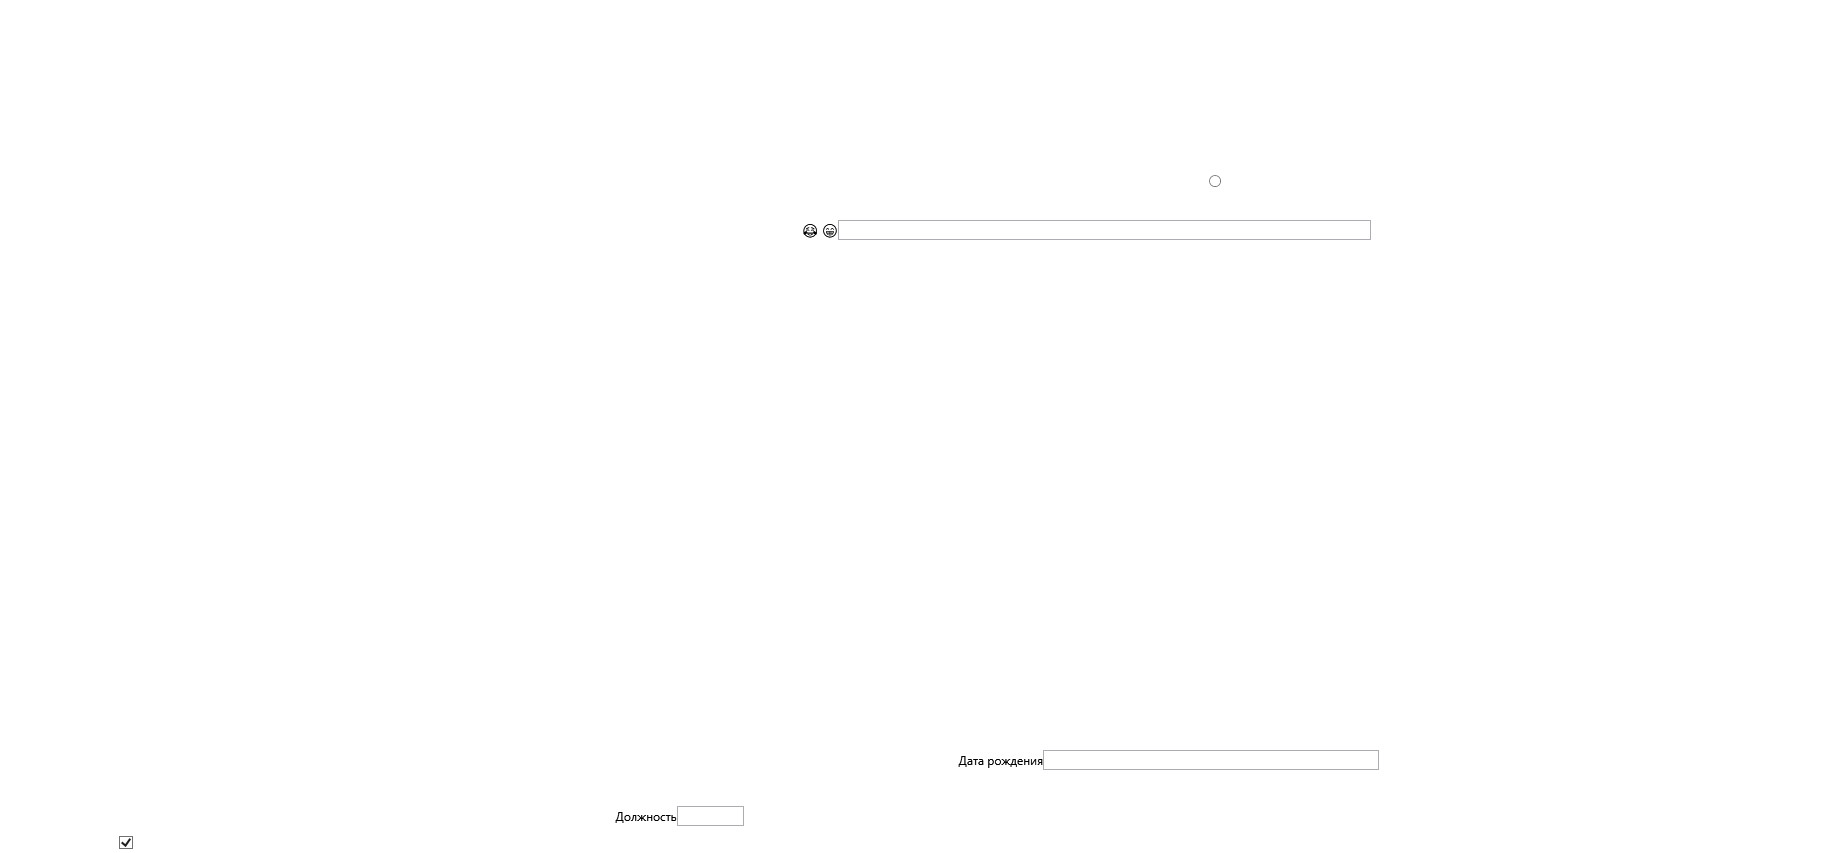 😂 😁
Дата рождения
Должность